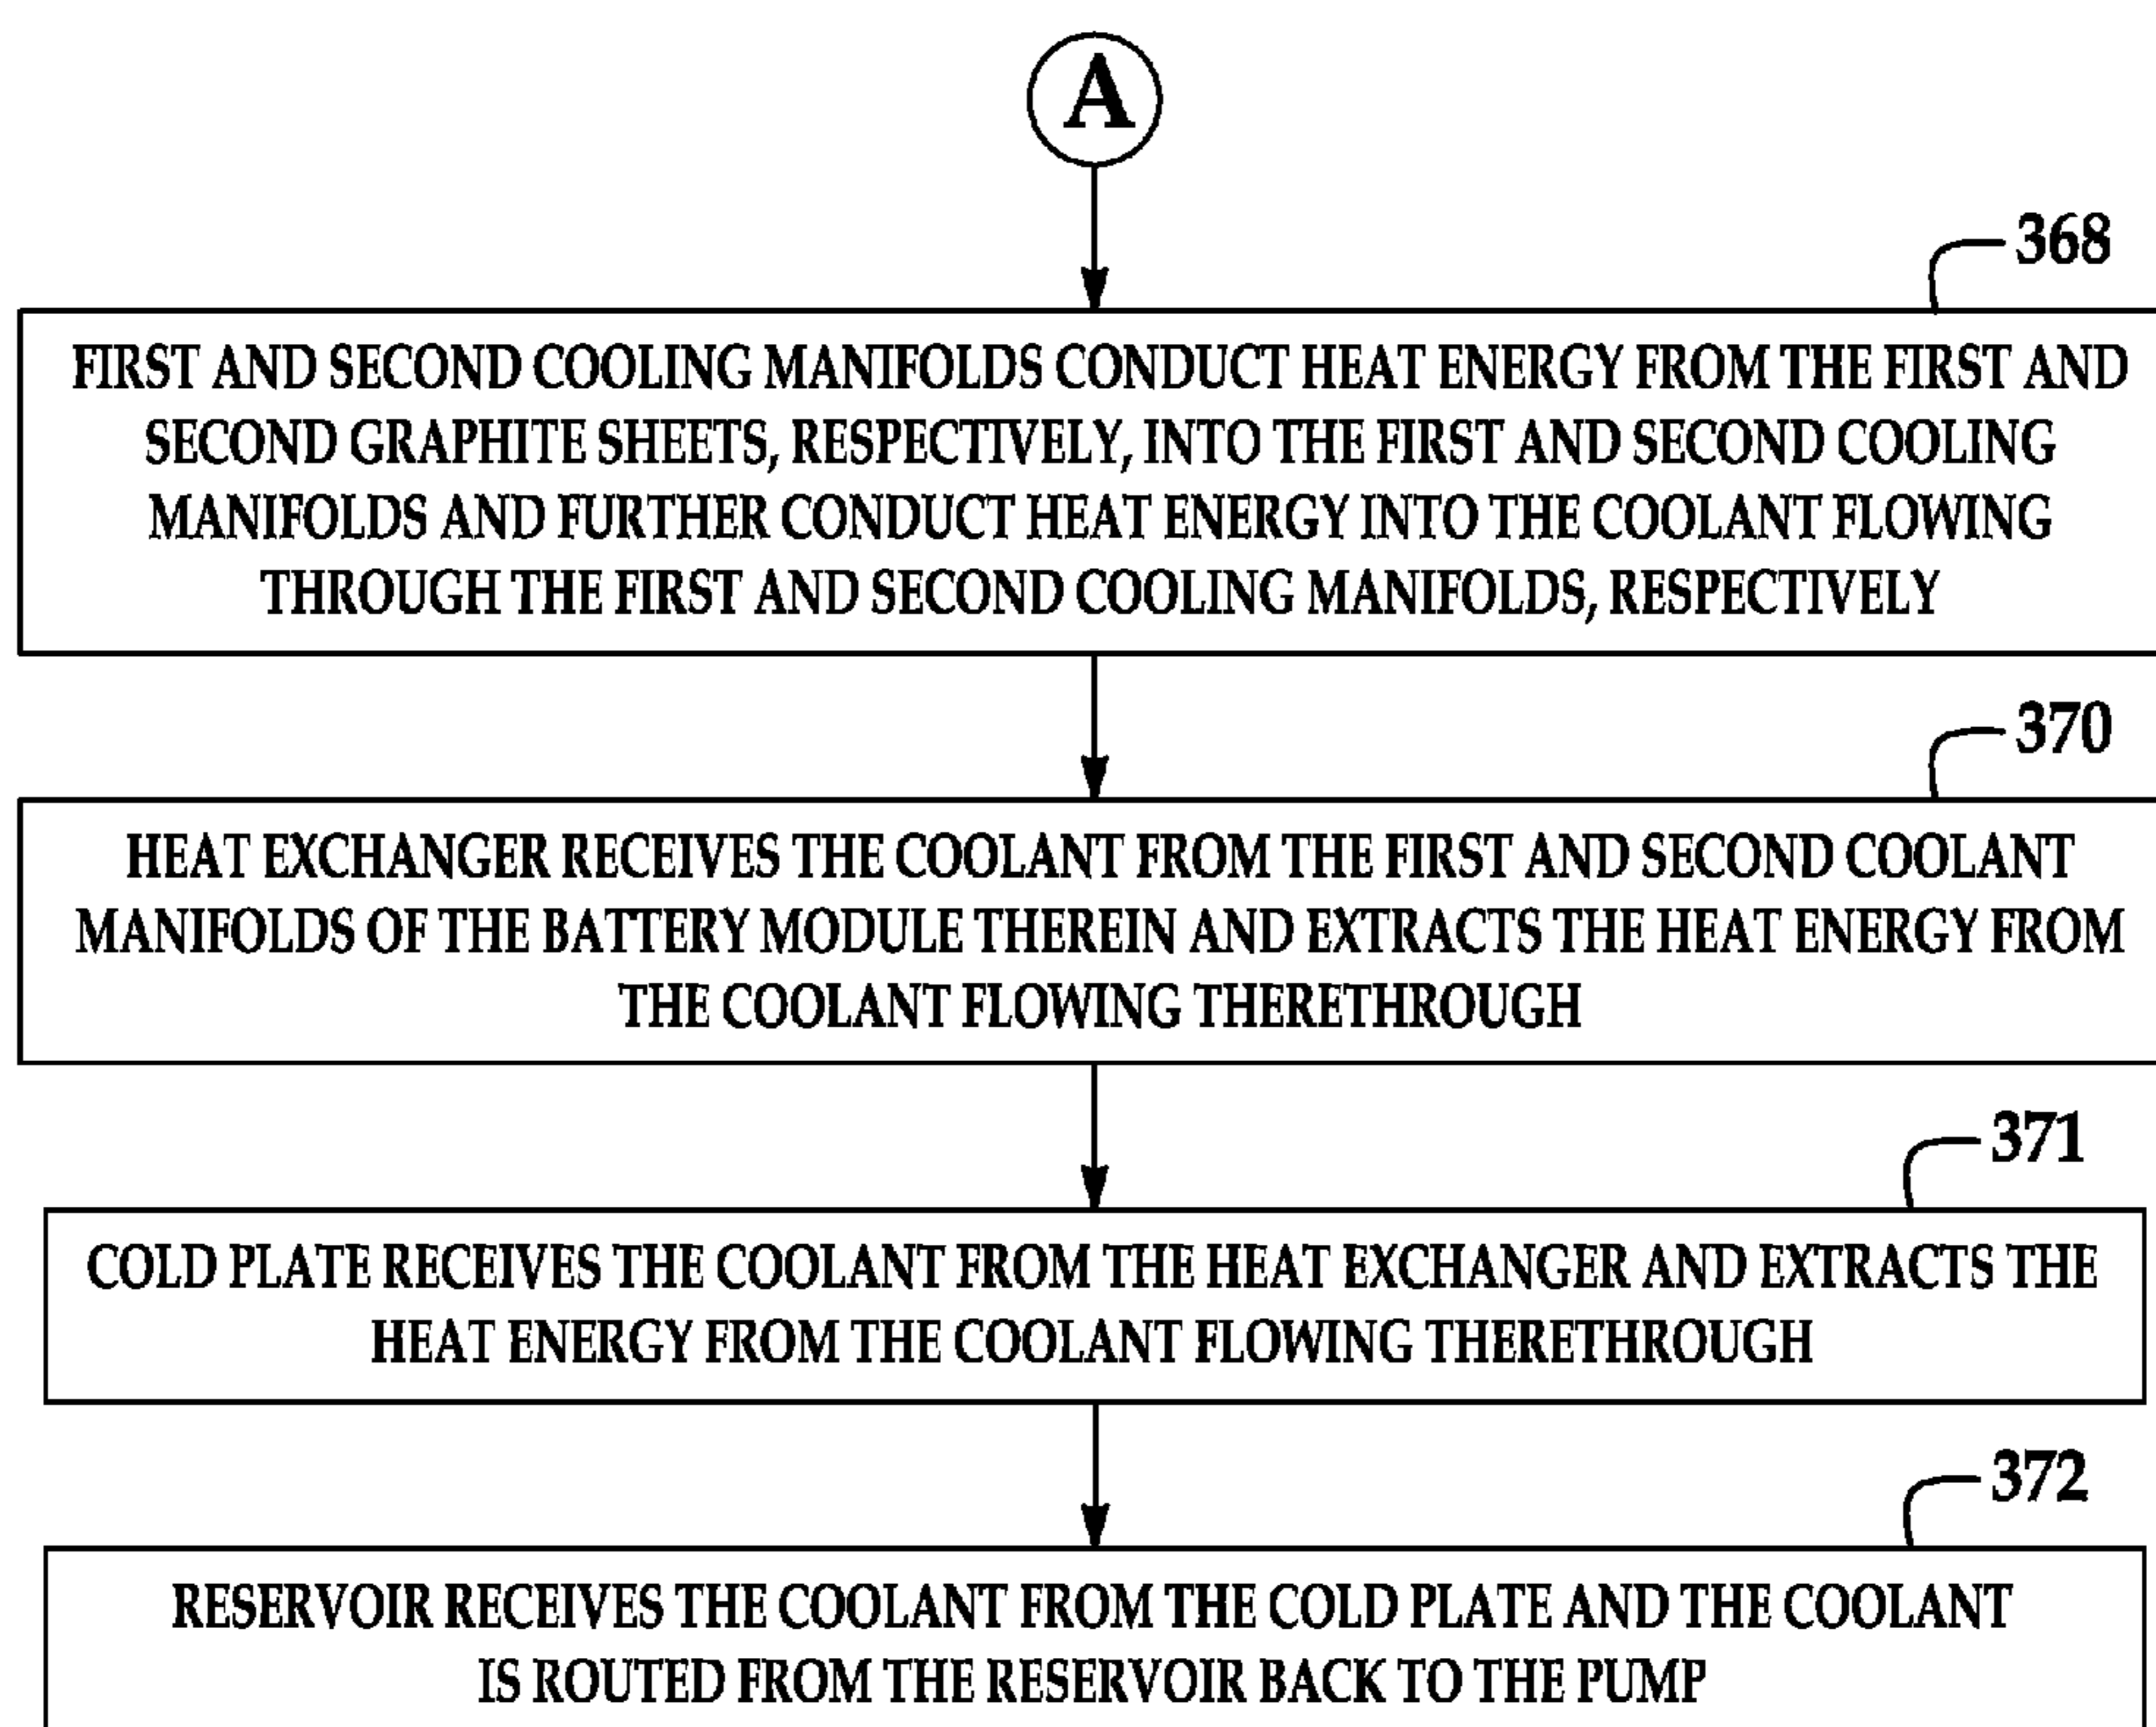 A
368
FIRST AND SECOND COOLING MANIFOLDS CONDUCT HEAT ENERGY FROM THE FIRST AND
SECOND GRAPHITE SHEETS, RESPECTIVELY, INTO THE FIRST AND SECOND COOLING
MANIFOLDS AND FURTHER CONDUCT HEAT ENERGY INTO THE COOLANT FLOWING
THROUGH THE FIRST AND SECOND COOLING MANIFOLDS, RESPECTIVELY
370
HEAT EXCHANGER RECEIVES THE COOLANT FROM THE FIRST AND SECOND COOLANT
MANIFOLDS OF THE BATTERY MODULE THEREIN AND EXTRACTS THE HEAT ENERGY FROM
THE COOLANT FLOWING THERETHROUGH
371
COLD PLATE RECEIVES THE COOLANT FROM THE HEAT EXCHANGER AND EXTRACTS THE
HEAT ENERGY FROM THE COOLANT FLOWING THERETHROUGH
372
RESERVOIR RECEIVES THE COOLANT FROM THE COLD PLATE AND THE COOLANT
IS ROUTED FROM THE RESERVOIR BACK TO THE PUMP